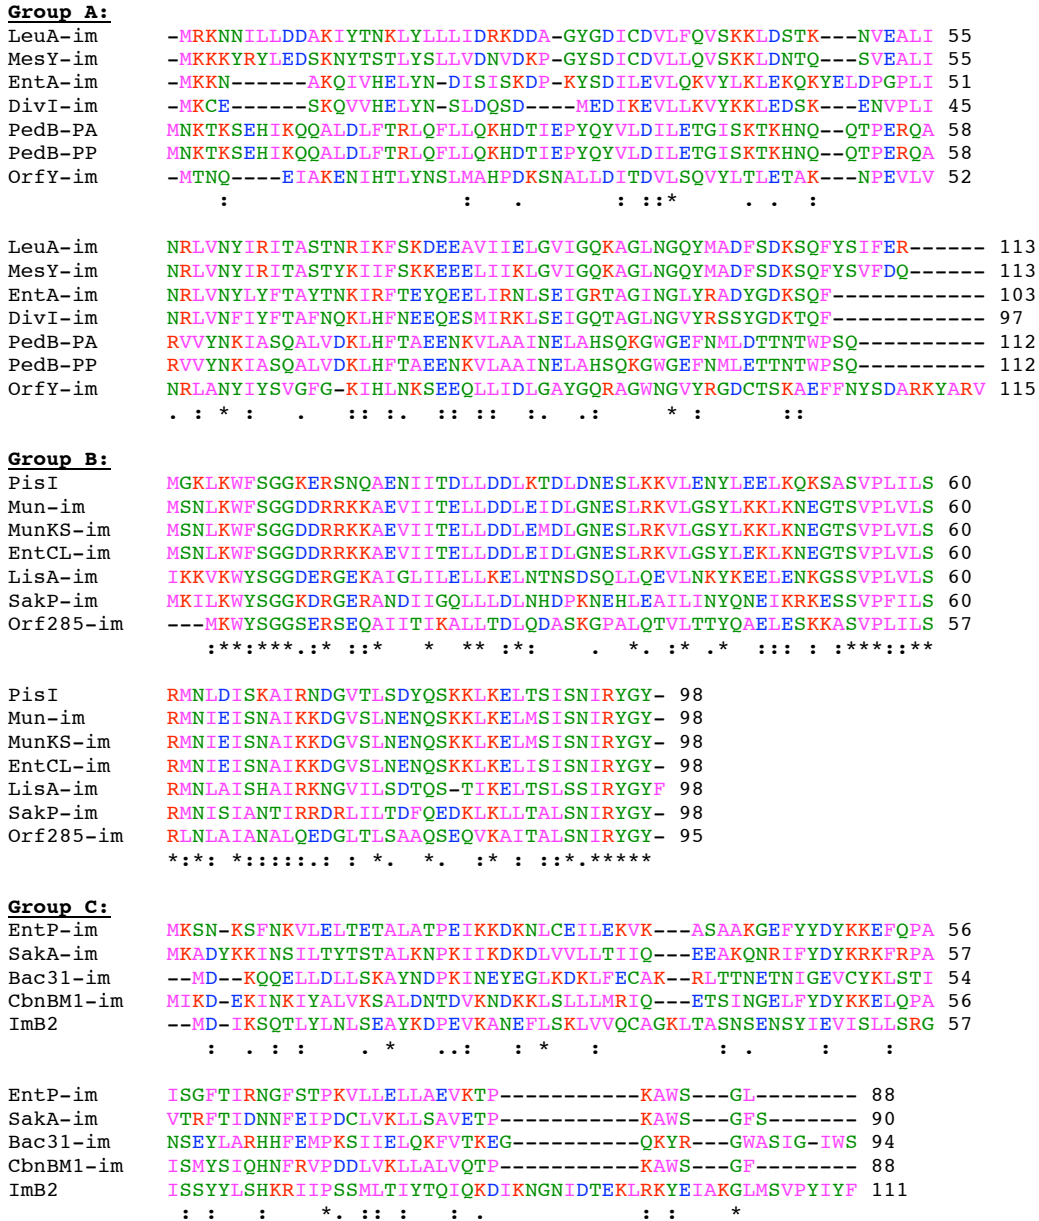 Group A:
LeuA-im -MRKNNILLDDAKIYTNKLYLLLIDRKDDA-GYGDICDVLFQVSKKLDSTK---NVEALI 55
MesY-im -MKKKYRYLEDSKNYTSTLYSLLVDNVDKP-GYSDICDVLLQVSKKLDNTQ---SVEALI 55
EntA-im -MKKN------AKQIVHELYN-DISISKDP-KYSDILEVLQKVYLKLEKQKYELDPGPLI 51
DivI-im -MKCE------SKQVVHELYN-SLDQSD----MEDIKEVLLKVYKKLEDSK---ENVPLI 45
PedB-PA MNKTKSEHIKQQALDLFTRLQFLLQKHDTIEPYQYVLDILETGISKTKHNQ--QTPERQA 58
PedB-PP MNKTKSEHIKQQALDLFTRLQFLLQKHDTIEPYQYVLDILETGISKTKHNQ--QTPERQA 58
OrfY-im -MTNQ----EIAKENIHTLYNSLMAHPDKSNALLDITDVLSQVYLTLETAK---NPEVLV 52
: : . : ::* . . :
LeuA-im NRLVNYIRITASTNRIKFSKDEEAVIIELGVIGQKAGLNGQYMADFSDKSQFYSIFER------ 113
MesY-im NRLVNYIRITASTYKIIFSKKEEELIIKLGVIGQKAGLNGQYMADFSDKSQFYSVFDQ------- 113
EntA-im NRLVNYLYFTAYTNKIRFTEYQEELIRNLSEIGRTAGINGLYRADYGDKSQF------------ 103
DivI-im NRLVNFIYFTAFNQKLHFNEEQESMIRKLSEIGQTAGLNGVYRSSYGDKTQF------------ 97
PedB-PA RVVYNKIASQALVDKLHFTAEENKVLAAINELAHSQKGWGEFNMLDTTNTWPSQ---------- 112
PedB-PP RVVYNKIASQALVDKLHFTAEENKVLAAINELAHSQKGWGEFNMLETTNTWPSQ---------- 112
OrfY-im NRLANYIYSVGFG-KIHLNKSEEQLLIDLGAYGQRAGWNGVYRGDCTSKAEFFNYSDARKYARV 115
. : * : . :: :. :: :: :. .: * : ::
Group B:
PisI MGKLKWFSGGKERSNQAENIITDLLDDLKTDLDNESLKKVLENYLEELKQKSASVPLILS 60
Mun-im MSNLKWFSGGDDRRKKAEVIITELLDDLEIDLGNESLRKVLGSYLKKLKNEGTSVPLVLS 60
MunKS-im MSNLKWFSGGDDRRKKAEVIITELLDDLEMDLGNESLRKVLGSYLKKLKNEGTSVPLVLS 60
EntCL-im MSNLKWFSGGDDRRKKAEVIITELLDDLEIDLGNESLRKVLGSYLEKLKNEGTSVPLVLS 60
LisA-im IKKVKWYSGGDERGEKAIGLILELLKELNTNSDSQLLQEVLNKYKEELENKGSSVPLVLS 60
SakP-im MKILKWYSGGKDRGERANDIIGQLLLDLNHDPKNEHLEAILINYQNEIKRKESSVPFILS 60
Orf285-im ---MKWYSGGSERSEQAIITIKALLTDLQDASKGPALQTVLTTYQAELESKKASVPLILS 57
:**:***.:* ::* * ** :*: . *. :* .* ::: : :***::**
PisI RMNLDISKAIRNDGVTLSDYQSKKLKELTSISNIRYGY- 98
Mun-im RMNIEISNAIKKDGVSLNENQSKKLKELMSISNIRYGY- 98
MunKS-im RMNIEISNAIKKDGVSLNENQSKKLKELMSISNIRYGY- 98
EntCL-im RMNIEISNAIKKDGVSLNENQSKKLKELISISNIRYGY- 98
LisA-im RMNLAISHAIRKNGVILSDTQS-TIKELTSLSSIRYGYF 98
SakP-im RMNISIANTIRRDRLILTDFQEDKLKLLTALSNIRYGY- 98
Orf285-im RLNLAIANALQEDGLTLSAAQSEQVKAITALSNIRYGY- 95
*:*: *:::::.: : *. *. :* : ::*.*****
Group C:
EntP-im MKSN-KSFNKVLELTETALATPEIKKDKNLCEILEKVK---ASAAKGEFYYDYKKEFQPA 56
SakA-im MKADYKKINSILTYTSTALKNPKIIKDKDLVVLLTIIQ---EEAKQNRIFYDYKRKFRPA 57
Bac31-im --MD--KQQELLDLLSKAYNDPKINEYEGLKDKLFECAK--RLTTNETNIGEVCYKLSTI 54
CbnBM1-im MIKD-EKINKIYALVKSALDNTDVKNDKKLSLLLMRIQ---ETSINGELFYDYKKELQPA 56
ImB2 --MD-IKSQTLYLNLSEAYKDPEVKANEFLSKLVVQCAGKLTASNSENSYIEVISLLSRG 57
: . : : . * ..: : * : : . : :
EntP-im ISGFTIRNGFSTPKVLLELLAEVKTP-----------KAWS---GL-------- 88
SakA-im VTRFTIDNNFEIPDCLVKLLSAVETP-----------KAWS---GFS------- 90
Bac31-im NSEYLARHHFEMPKSIIELQKFVTKEG----------QKYR---GWASIG-IWS 94
CbnBM1-im ISMYSIQHNFRVPDDLVKLLALVQTP-----------KAWS---GF-------- 88
ImB2 ISSYYLSHKRIIPSSMLTIYTQIQKDIKNGNIDTEKLRKYEIAKGLMSVPYIYF 111
: : : *. :: : : . : : *